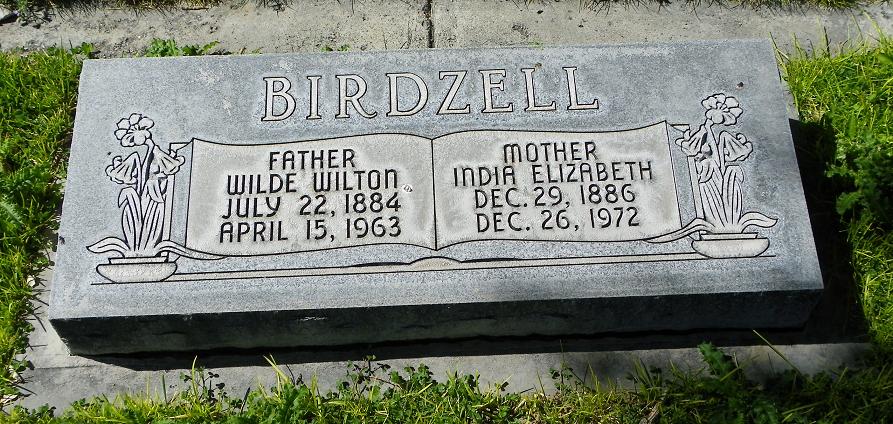 BIRDZELL
FATHER
WILDE WILTON
JULY 22, 1884
APRIL 15, 1963
MOTHER
INDIA ELIZABETH
DEC. 29, 1886
DEC. 26, 1972